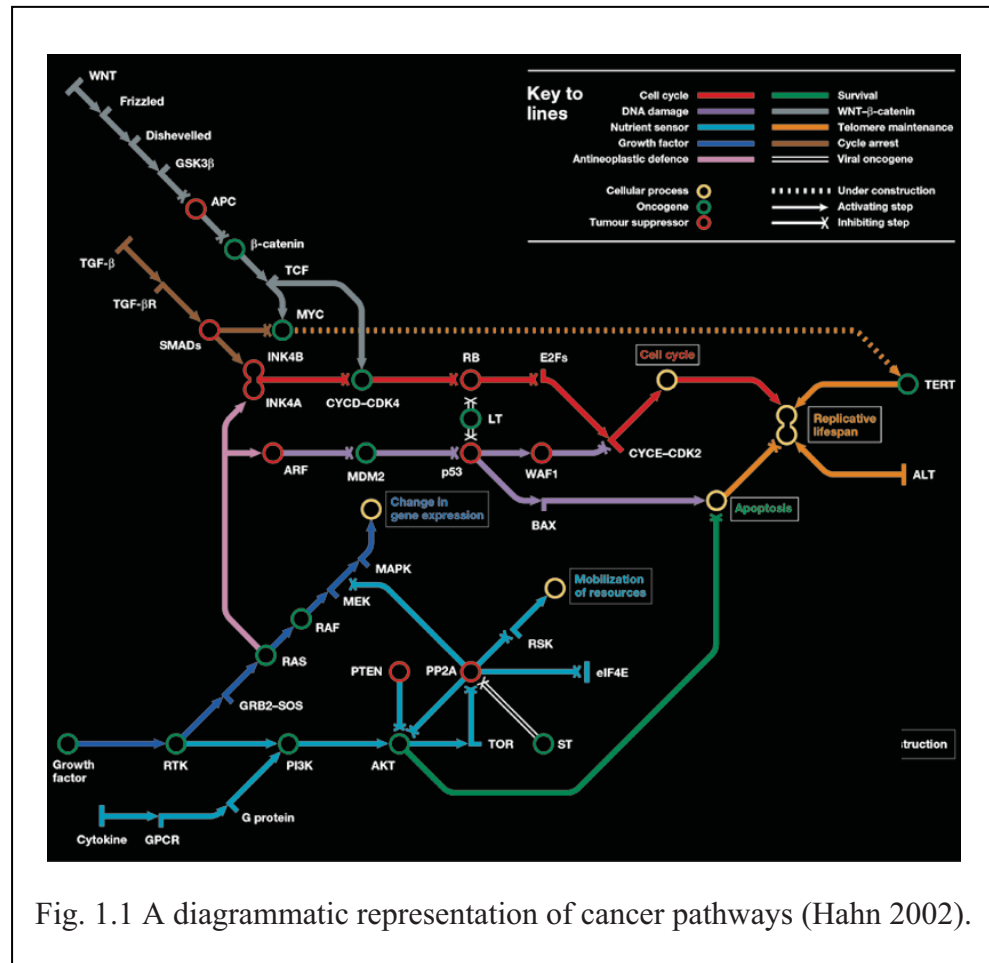 WNT
Frizzled
Dishevelled
GSK3β
APC
β-catenin
TCF
MYC
TGF-β
TGF-βR
SMADs
INK4B
INK4A
CYCD–CDK4
RB
E2Fs
Cell cycle
TERT
LT
Replicative
lifespan
ARF
MDM2
p53
WAF1
CYCE–CDK2
ALT
BAX
Apoptosis
Change in
gene expression
MAPK
MEK
RAF
RAS
Mobilization
of resources
RSK
PTEN
PP2A
eIF4E
GRB2–SOS
Growth
factor
RTK
PI3K
AKT
TOR
ST
struction
Cytokine
GPCR
G protein
Key to
lines
Cell cycle
DNA damage
Nutrient sensor
Growth factor
Antineoplastic defence
Survival
WNT–β-catenin
Telomere maintenance
Cycle arrest
Viral oncogene
Cellular process
Oncogene
Tumour suppressor
Under construction
Activating step
Inhibiting step
Fig. 1.1 A diagrammatic representation of cancer pathways (Hahn 2002).